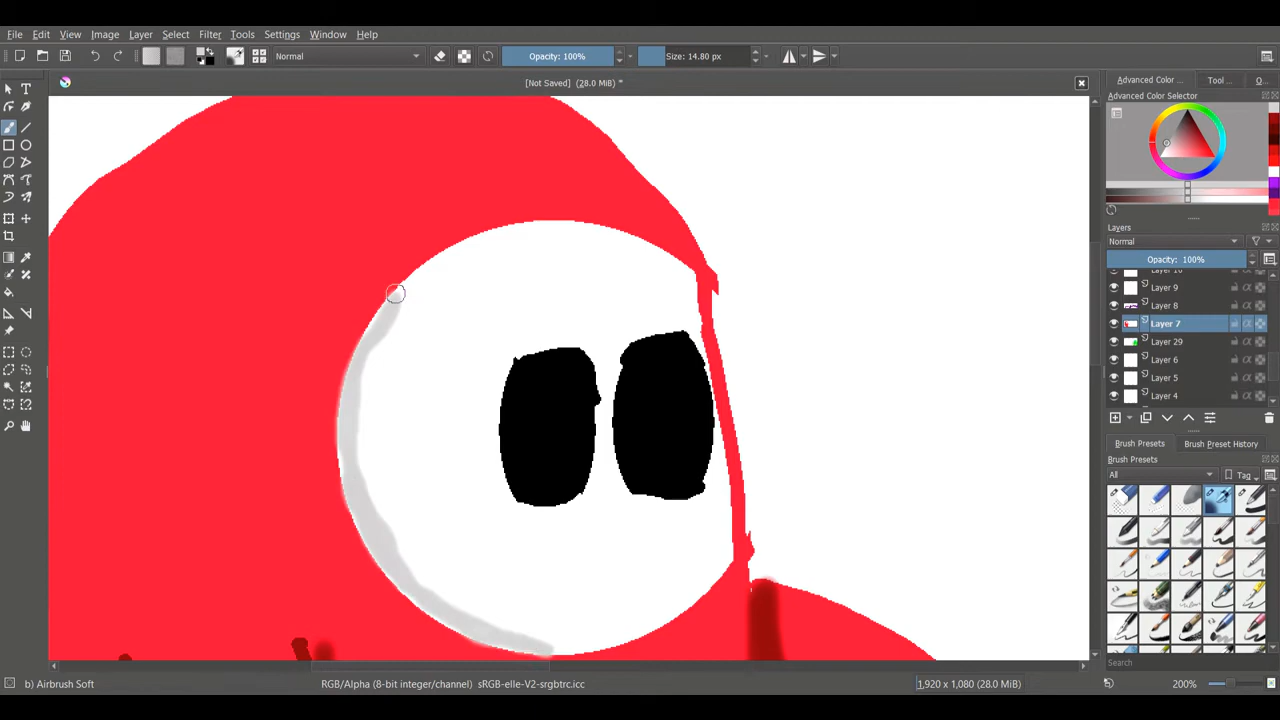 File Edit View Image Layer Select Filter Tools Settings Window Help
Normal Opacity: 100% Size: 14.80 px
[Not Saved] (28.0 MiB) *
Advanced Color ... Tool ... O...
Advanced Color Selector
Layers
Normal
Opacity: 100%
Layer 10
Layer 9
Layer 8
Layer 7
Layer 29
Layer 6
Layer 5
Layer 4
Brush Presets Brush Preset History
Brush Presets
All Tag
Search
b) Airbrush Soft RGB/Alpha (8-bit integer/channel) sRGB-elle-V2-srgbtrc.icc 1,920 x 1,080 (28.0 MiB) 200%